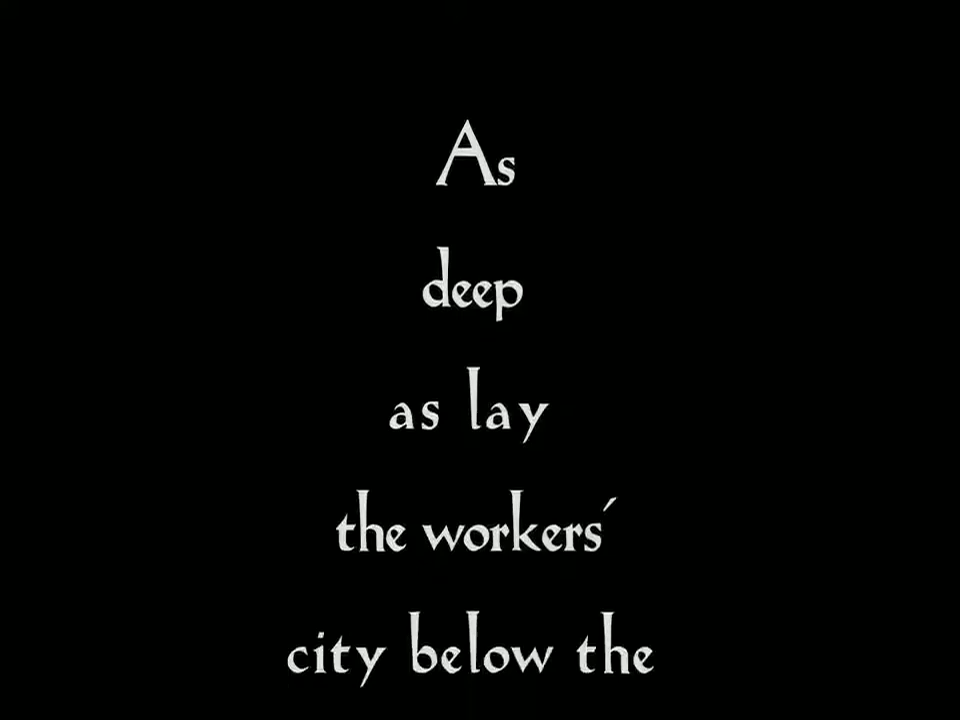 As
deep
as lay
the workers´
city below the